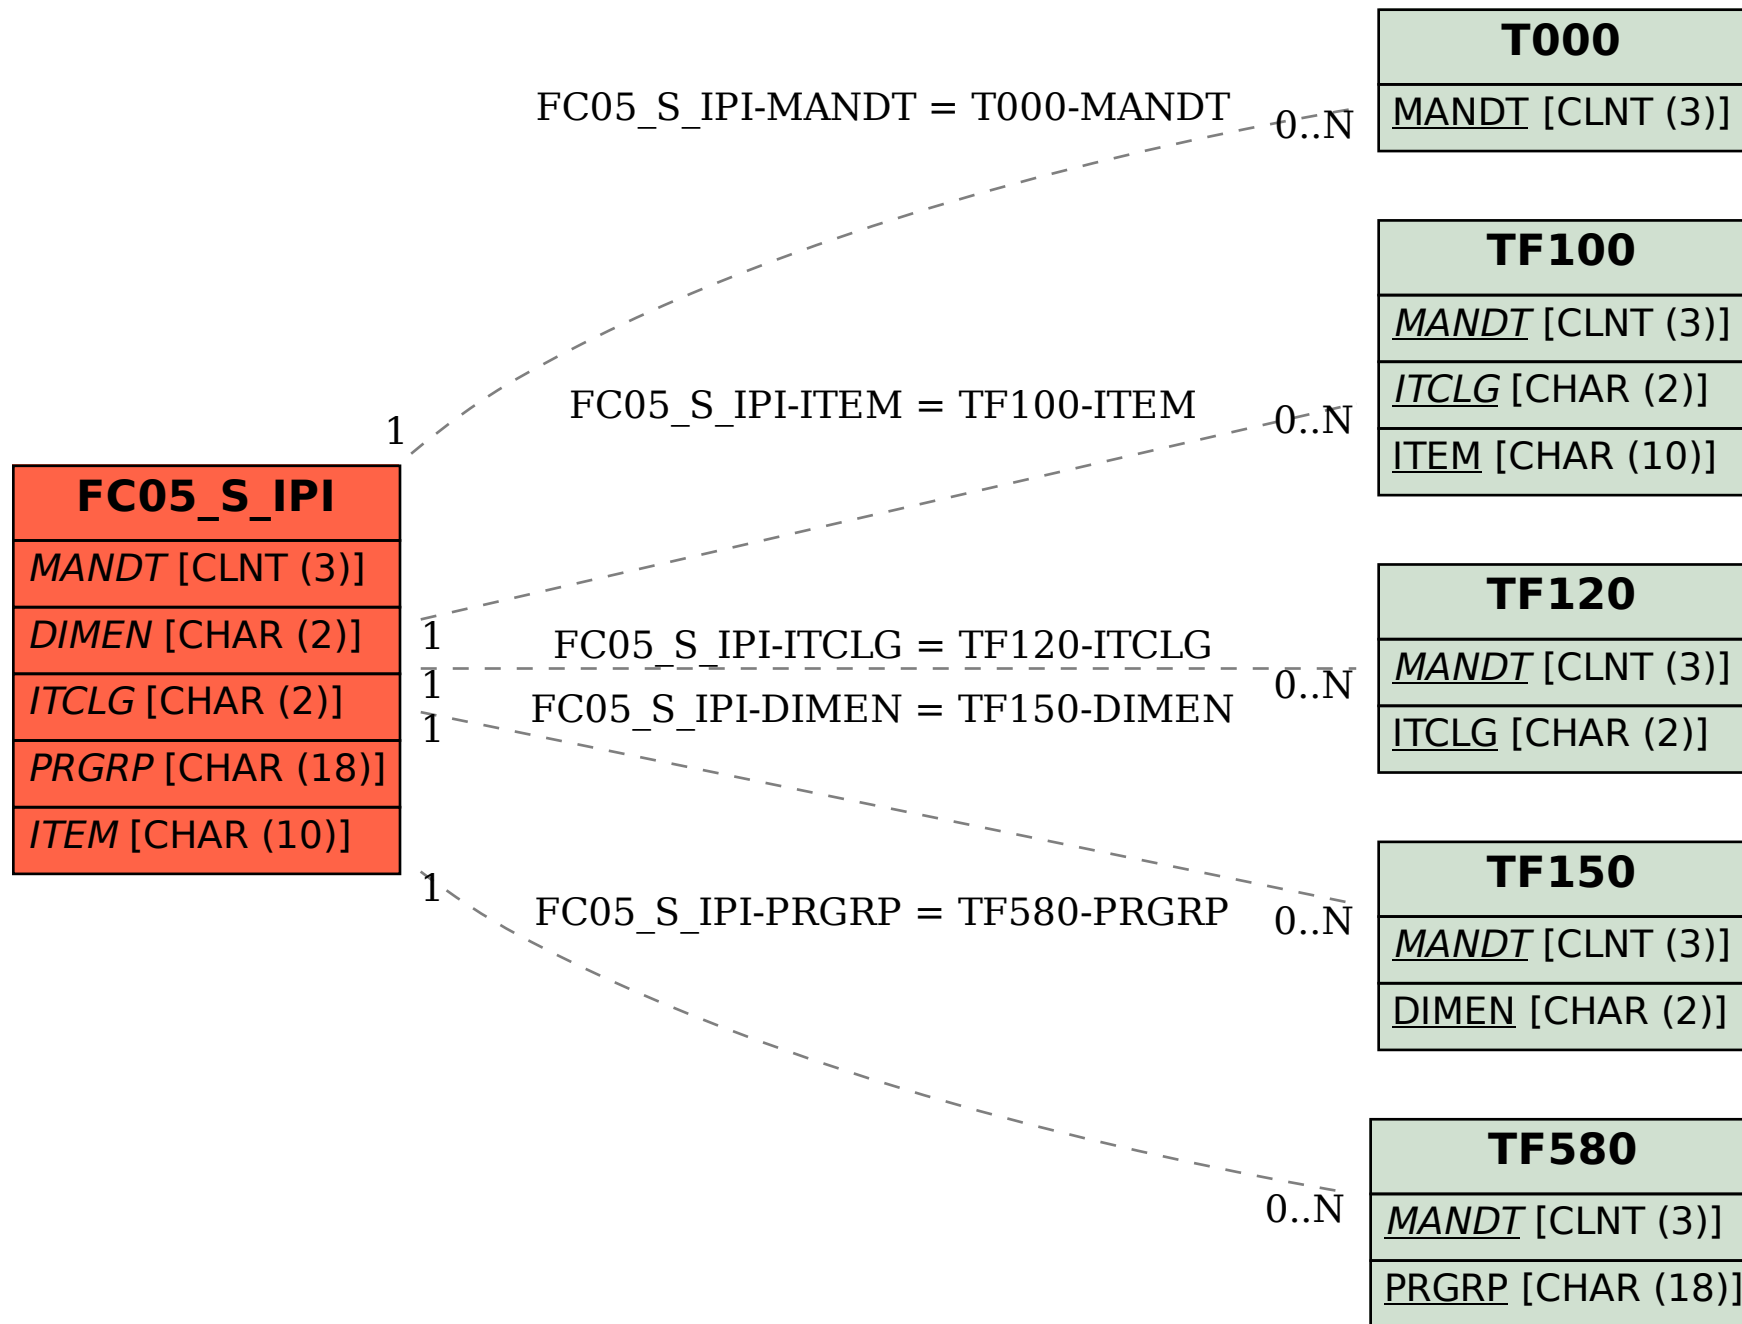 T000
MANDT [CLNT (3)]
FC05_S_IPI-MANDT = T000-MANDT
0..N
TF100
MANDT [CLNT (3)]
ITCLG [CHAR (2)]
ITEM [CHAR (10)]
FC05_S_IPI-ITEM = TF100-ITEM
0..N
1
FC05_S_IPI
MANDT [CLNT (3)]
DIMEN [CHAR (2)]
ITCLG [CHAR (2)]
PRGRP [CHAR (18)]
ITEM [CHAR (10)]
1
FC05_S_IPI-ITCLG = TF120-ITCLG
1
0..N
FC05_S_IPI-DIMEN = TF150-DIMEN
1
TF120
MANDT [CLNT (3)]
ITCLG [CHAR (2)]
1
FC05_S_IPI-PRGRP = TF580-PRGRP
0..N
TF150
MANDT [CLNT (3)]
DIMEN [CHAR (2)]
0..N
TF580
MANDT [CLNT (3)]
PRGRP [CHAR (18)]